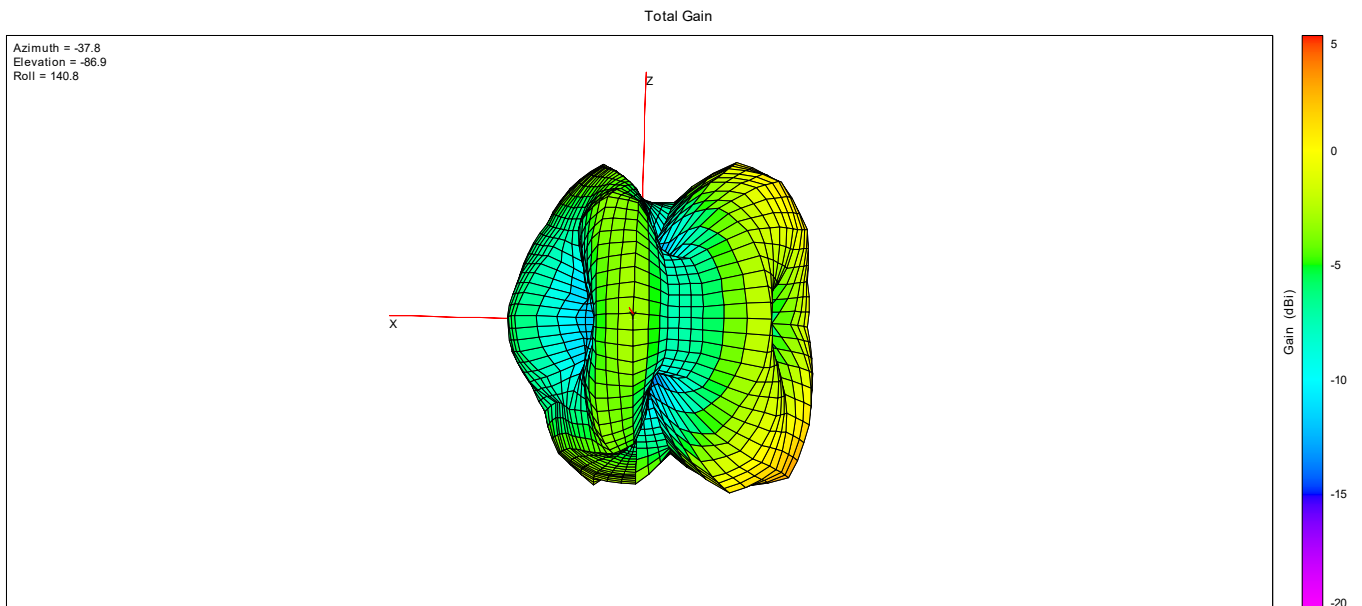 Total Gain
Azimuth = -37.8
Elevation = -86.9
Roll = 140.8
Z
X
Y
5
0
-5
-10
-15
-20
Gain (dBi)